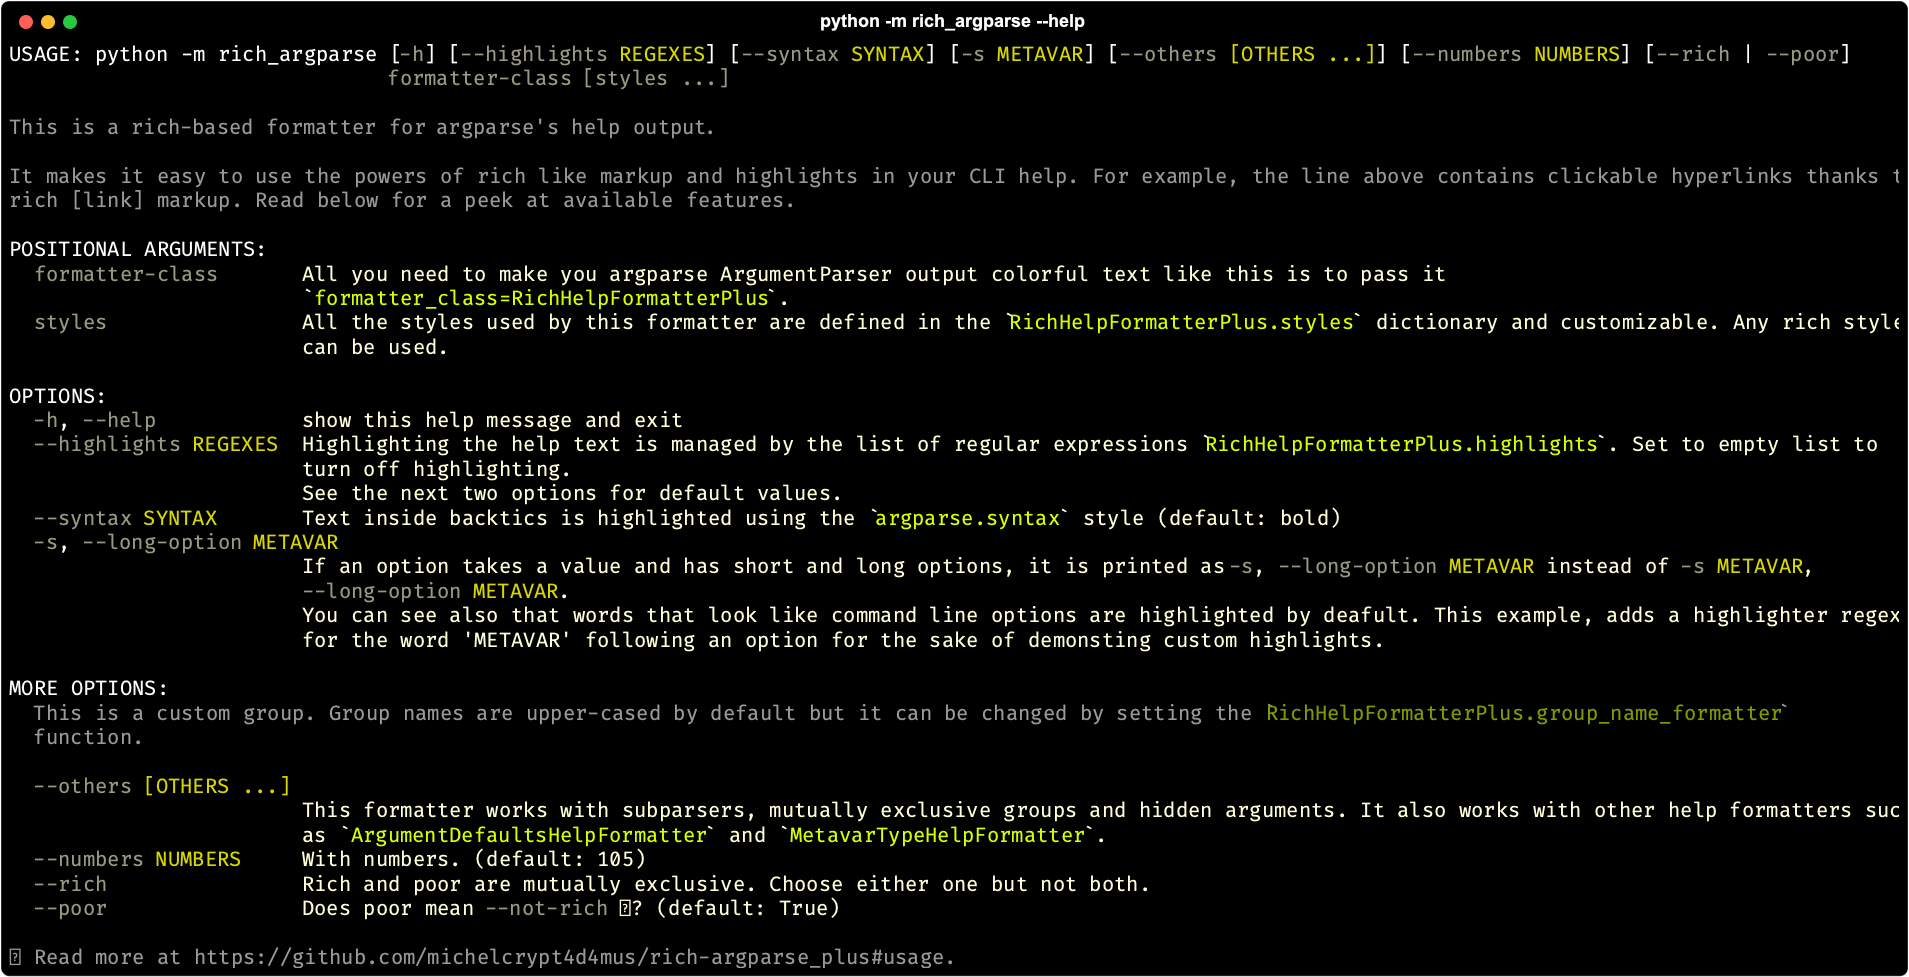 python -m rich_argparse --help
USAGE: python -m rich_argparse [-h] [--highlights REGEXES] [--syntax SYNTAX] [-s METAVAR] [--others [OTHERS ...]] [--numbers NUMBERS] [--rich | --poor]
formatter-class [styles ...]
This is a rich-based formatter for argparse's help output.
It makes it easy to use the powers of rich like markup and highlights in your CLI help. For example, the line above contains clickable hyperlinks thanks t
rich [link] markup. Read below for a peek at available features.
POSITIONAL ARGUMENTS:
formatter-class All you need to make you argparse ArgumentParser output colorful text like this is to pass it
`formatter_class=RichHelpFormatterPlus`.
styles All the styles used by this formatter are defined in the `RichHelpFormatterPlus.styles` dictionary and customizable. Any rich style
can be used.
OPTIONS:
-h, --help show this help message and exit
--highlights REGEXES Highlighting the help text is managed by the list of regular expressions `RichHelpFormatterPlus.highlights`. Set to empty list to
turn off highlighting.
See the next two options for default values.
--syntax SYNTAX Text inside backtics is highlighted using the `argparse.syntax` style (default: bold)
-s, --long-option METAVAR
If an option takes a value and has short and long options, it is printed as -s, --long-option METAVAR instead of -s METAVAR,
--long-option METAVAR.
You can see also that words that look like command line options are highlighted by deafult. This example, adds a highlighter regex
for the word 'METAVAR' following an option for the sake of demonsting custom highlights.
MORE OPTIONS:
This is a custom group. Group names are upper-cased by default but it can be changed by setting the `RichHelpFormatterPlus.group_name_formatter`
function.
--others [OTHERS ...]
This formatter works with subparsers, mutually exclusive groups and hidden arguments. It also works with other help formatters suc
as `ArgumentDefaultsHelpFormatter` and `MetavarTypeHelpFormatter`.
--numbers NUMBERS With numbers. (default: 105)
--rich Rich and poor are mutually exclusive. Choose either one but not both.
--poor Does poor mean --not-rich ? (default: True)
Read more at https://github.com/michelcrypt4d4mus/rich-argparse_plus#usage.